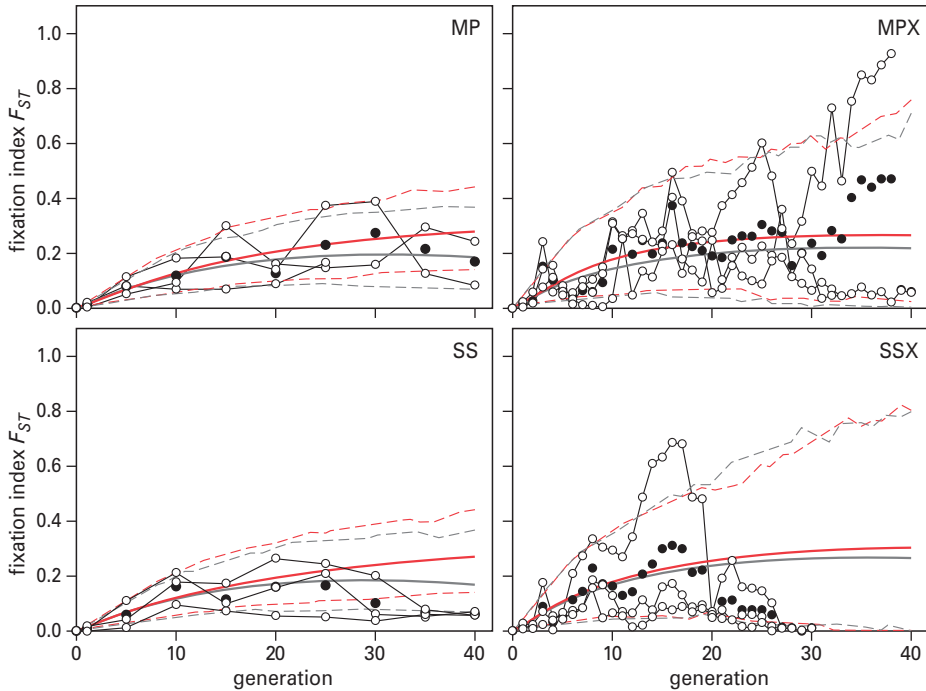 MP
MPX
1.0
0.8
0.6
0.4
0.2
0.0
fixation index F_ST
SS
SSX
1.0
0.8
0.6
0.4
0.2
0.0
fixation index F_ST
0 10 20 30 40 0 10 20 30 40
generation generation